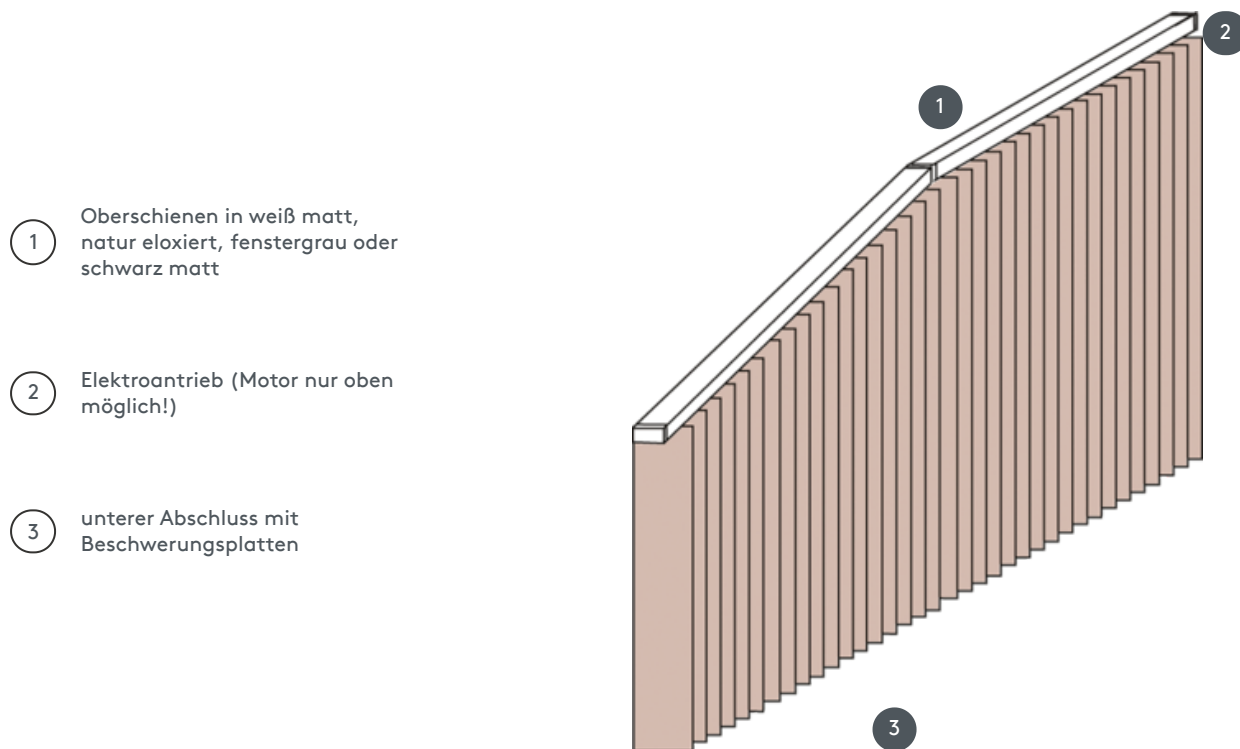 1
Oberschienen in weiß matt,
natur eloxiert, fenstergrau oder
schwarz matt
2
Elektroantrieb (Motor nur oben
möglich!)
3
unterer Abschluss mit
Beschwerungsplatten
1
2
3